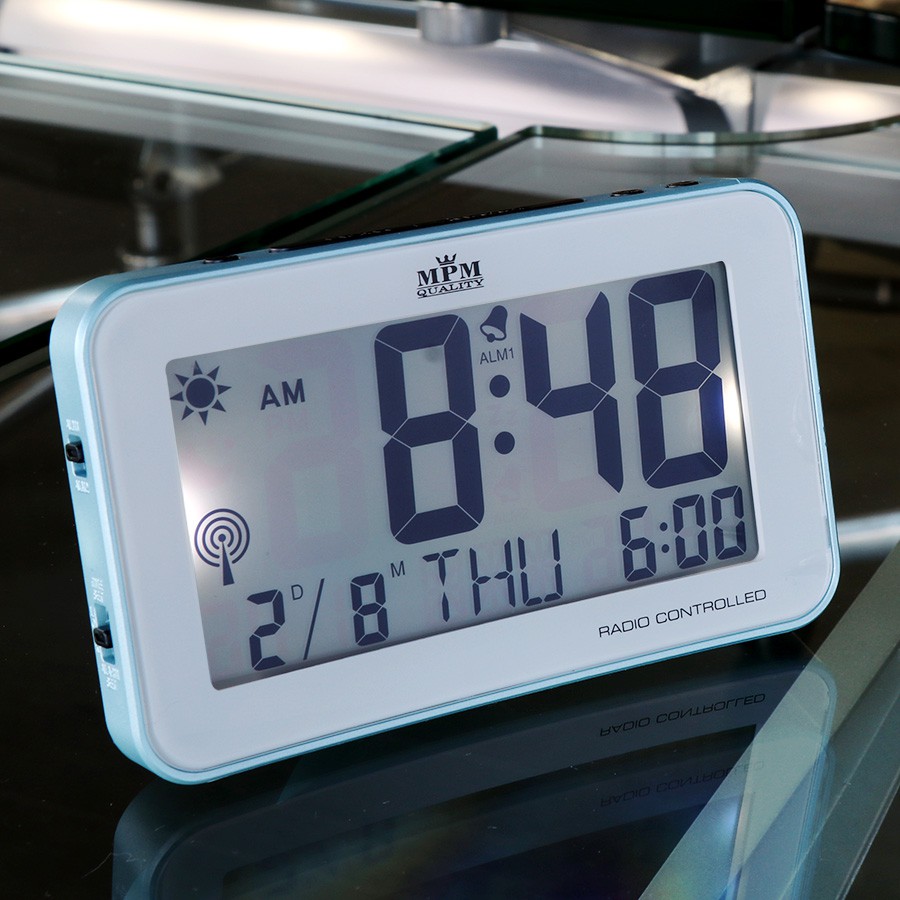 MPM
QUALITY
AM
8:48
ALM1
2D/8M THU 6:00
RADIO CONTROLLED